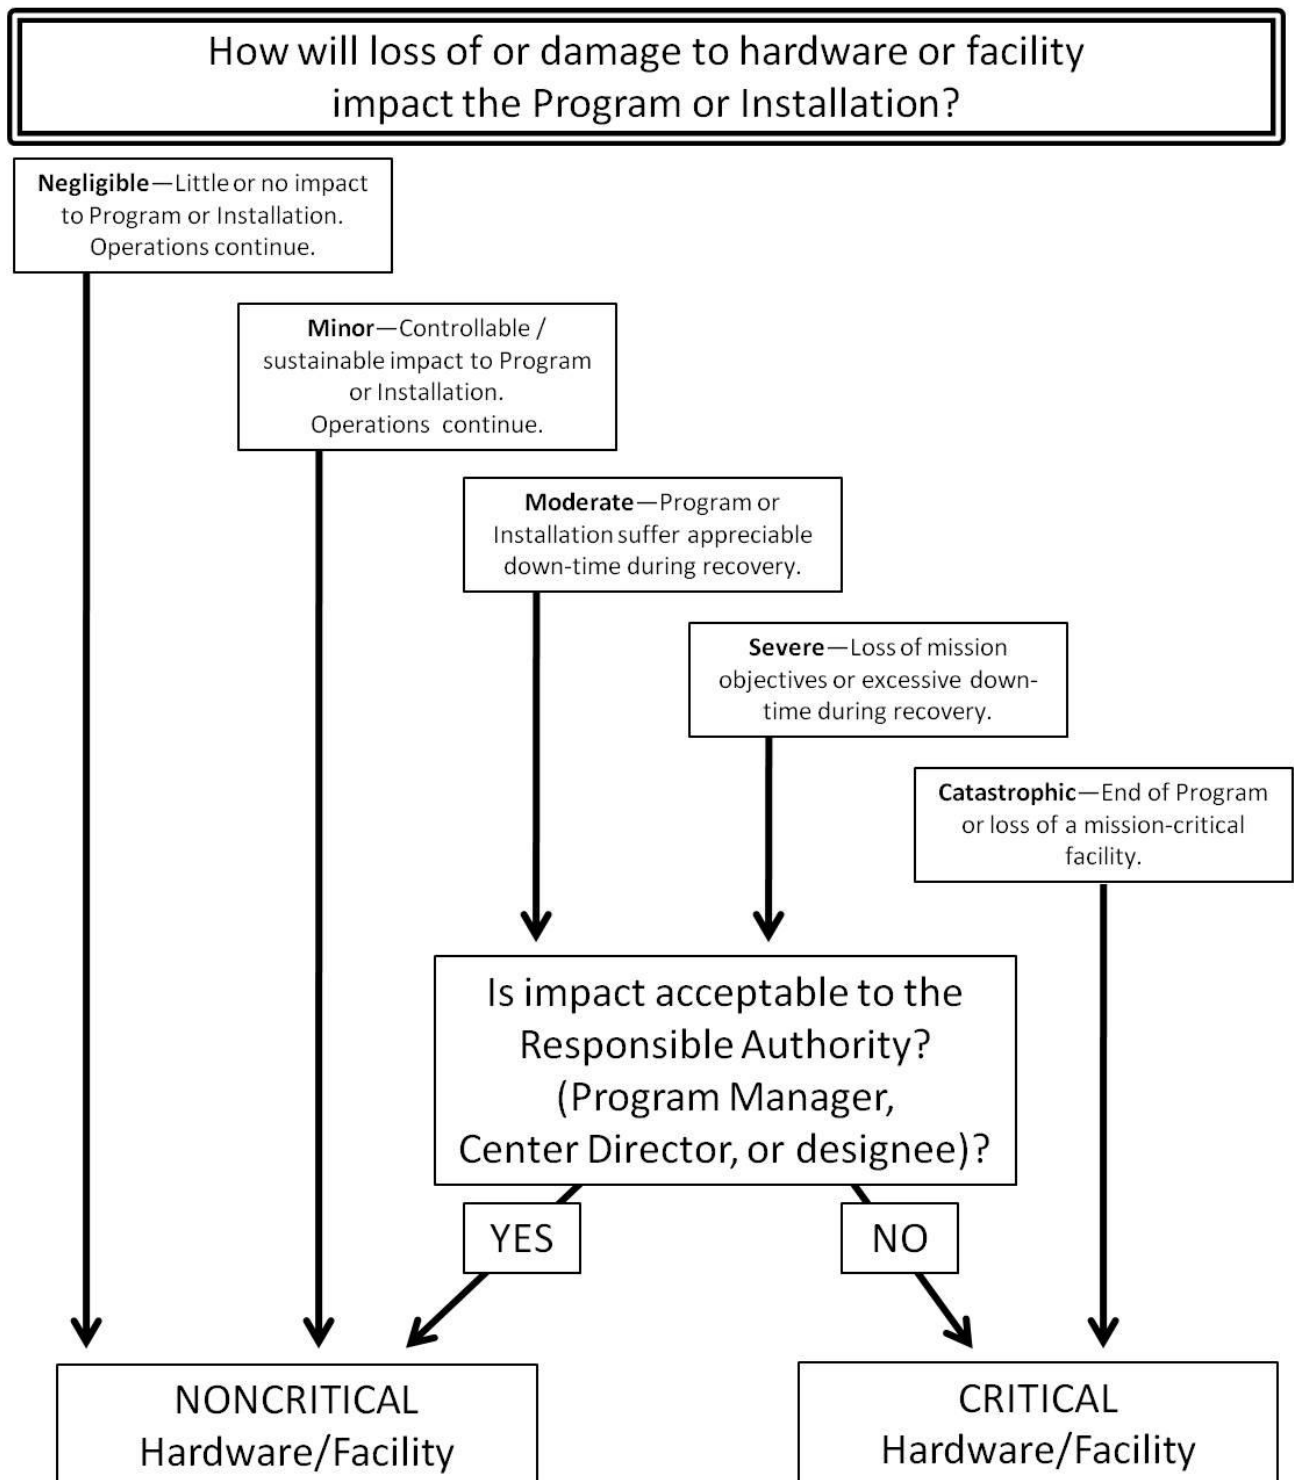 How will loss of or damage to hardware or facility
impact the Program or Installation?
Negligible—Little or no impact
to Program or Installation.
Operations continue.
Minor—Controllable /
sustainable impact to Program
or Installation.
Operations continue.
Moderate—Program or
Installation suffer appreciable
down-time during recovery.
Severe—Loss of mission
objectives or excessive down-
time during recovery.
Catastrophic—End of Program
or loss of a mission-critical
facility.
Is impact acceptable to the
Responsible Authority?
(Program Manager,
Center Director, or designee)?
YES
NO
NONCRITICAL
Hardware/Facility
CRITICAL
Hardware/Facility